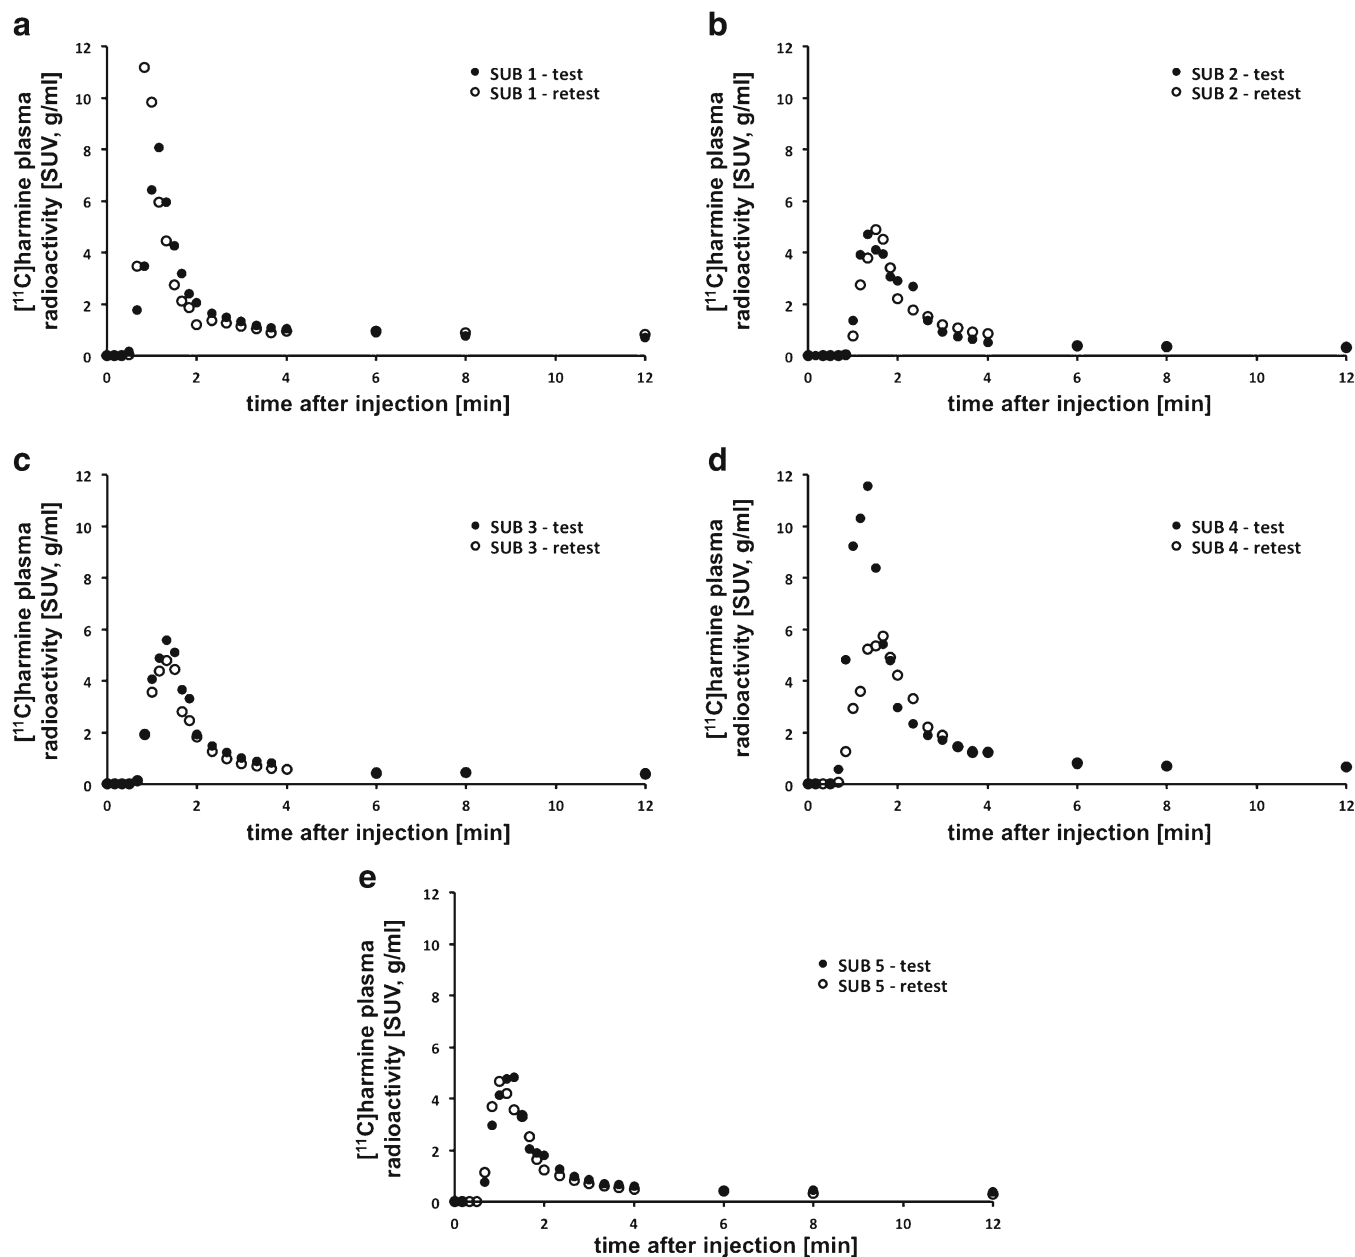 a
[¹¹C]harmine plasma
radioactivity [SUV, g/ml]
12
10
8
6
4
2
0
SUB 1 - test
SUB 1 - retest
0 2 4 6 8 10 12
time after injection [min]
b
[¹¹C]harmine plasma
radioactivity [SUV, g/ml]
12
10
8
6
4
2
0
SUB 2 - test
SUB 2 - retest
0 2 4 6 8 10 12
time after injection [min]
c
[¹¹C]harmine plasma
radioactivity [SUV, g/ml]
12
10
8
6
4
2
0
SUB 3 - test
SUB 3 - retest
0 2 4 6 8 10 12
time after injection [min]
d
[¹¹C]harmine plasma
radioactivity [SUV, g/ml]
12
10
8
6
4
2
0
SUB 4 - test
SUB 4 - retest
0 2 4 6 8 10 12
time after injection [min]
e
[¹¹C]harmine plasma
radioactivity [SUV, g/ml]
12
10
8
6
4
2
0
SUB 5 - test
SUB 5 - retest
0 2 4 6 8 10 12
time after injection [min]